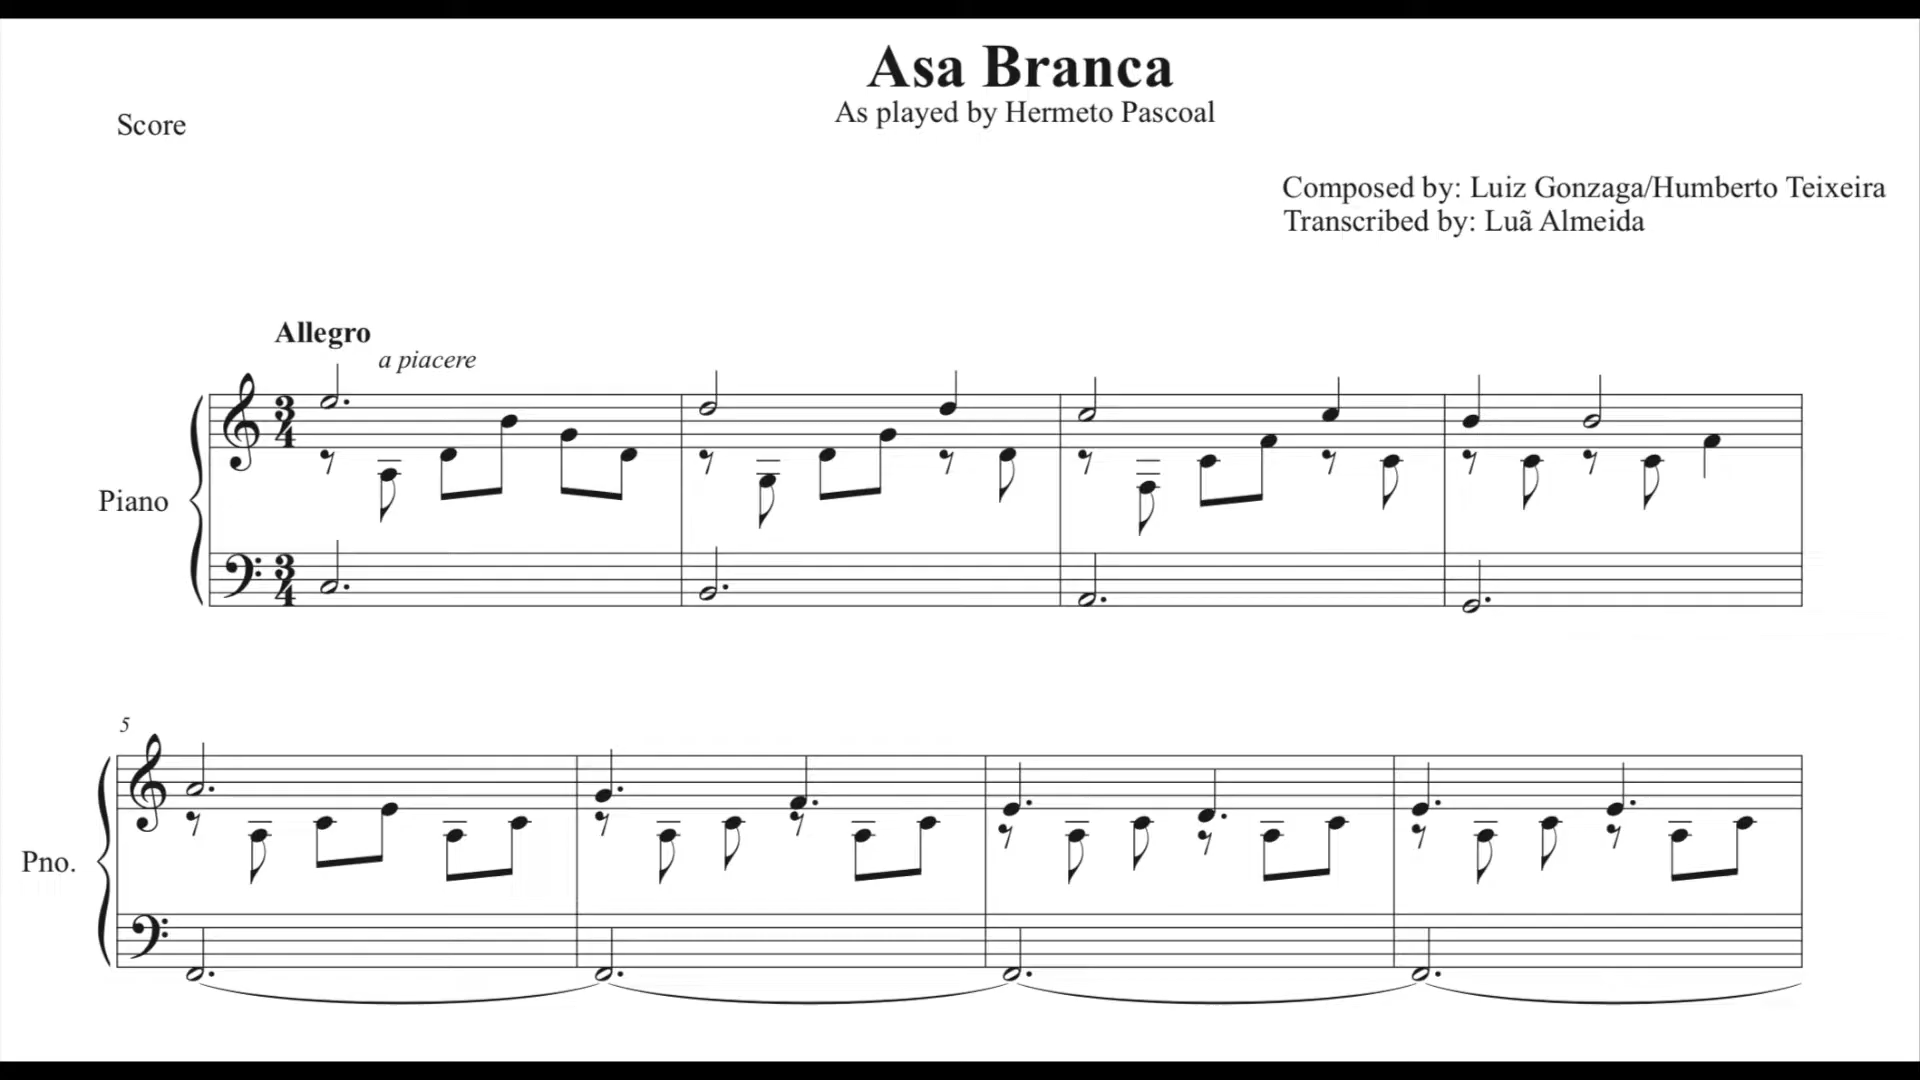 Asa Branca
As played by Hermeto Pascoal
Score
Composed by: Luiz Gonzaga/Humberto Teixeira
Transcribed by: Luã Almeida
Allegro
a piacere
3
4
Piano
3
4
5
Pno.